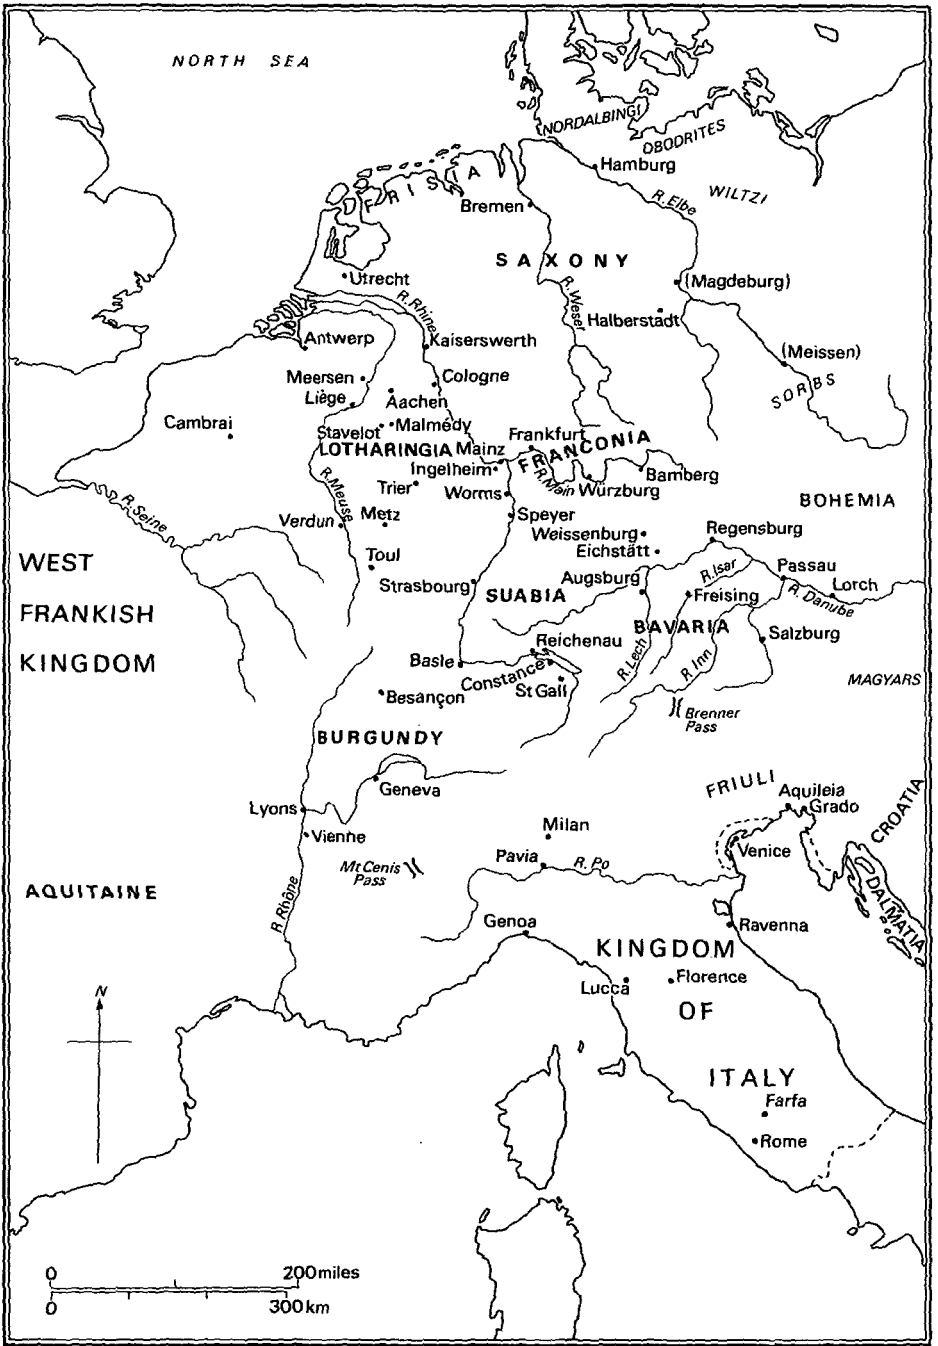 NORTH SEA
NORDALBINGI
OBODRITES
Hamburg
FRISIA
WILTZI
R. Elbe
Bremen
SAXONY
Utrecht
(Magdeburg)
R. Rhine
R. Weser
Halberstadt
Antwerp
Kaiserswerth
(Meissen)
Meersen
Cologne
SORBS
Liège
Aachen
Cambrai
Malmédy
Stavelot
Frankfurt
LOTHARINGIA
Mainz
FRANCONIA
Ingelheim
Bamberg
R. Meuse
Trier
R. Main
Würzburg
Worms
BOHEMIA
R. Seine
Metz
Speyer
Verdun
Weissenburg
Regensburg
Eichstätt
WEST
Toul
Passau
R. Isar
Augsburg
Strasbourg
Lorch
SUABIA
Freising
R. Danube
FRANKISH
BAVARIA
Salzburg
Reichenau
KINGDOM
Basle
Constance
R. Lech
R. Inn
St Gall
MAGYARS
Besançon
Brenner
Pass
BURGUNDY
FRIULI
Geneva
Aquileia
Grado
CROATIA
Lyons
Milan
Vienne
Venice
Pavia
R. Po
Mt Cenis
Pass
AQUITAINE
DALMATIA
R. Rhône
Genoa
Ravenna
KINGDOM
Florence
Lucca
N
OF
ITALY
Farfa
Rome
0 200 miles
0 300 km